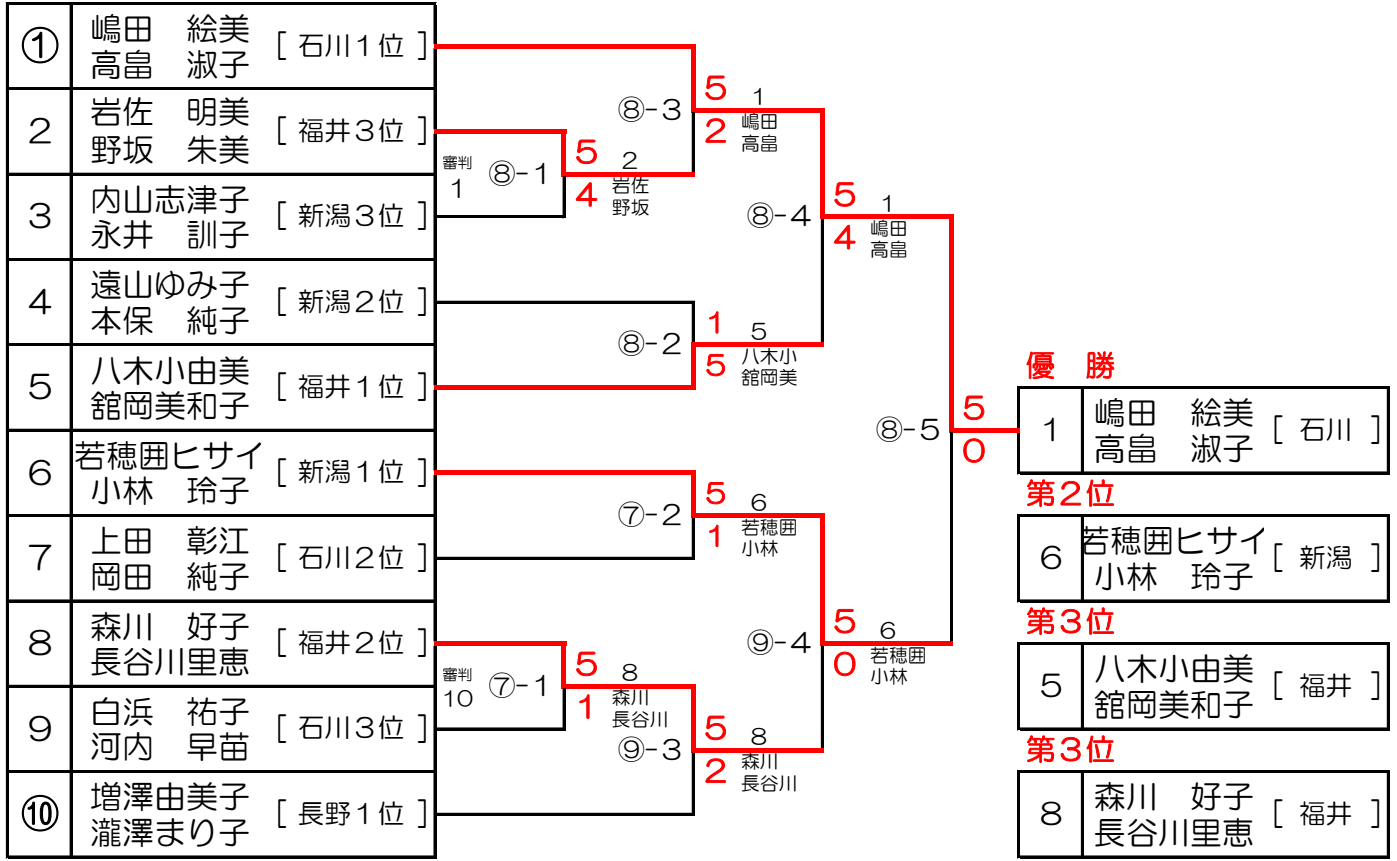 ① 嶋田　絵美 [ 石川１位 ]
高畠　淑子
２ 岩佐　明美 [ 福井３位 ]
野坂　朱美
３ 内山志津子 [ 新潟３位 ]
永井　訓子
４ 遠山ゆみ子 [ 新潟２位 ]
本保　純子
５ 八木小由美 [ 福井１位 ]
舘岡美和子
６ 若穂囲ヒサイ [ 新潟１位 ]
小林　玲子
７ 上田　彰江 [ 石川２位 ]
岡田　純子
８ 森川　好子 [ 福井２位 ]
長谷川里恵
９ 白浜　祐子 [ 石川３位 ]
河内　早苗
⑩ 増澤由美子 [ 長野１位 ]
瀧澤まり子
審判
1
⑧-1
5
4
2
岩佐
野坂
審判
10
⑦-1
5
1
8
森川
長谷川
⑧-3
5
2
1
嶋田
高畠
⑧-2
1
5
5
八木小
舘岡美
⑦-2
5
1
6
若穂囲
小林
⑨-3
5
2
8
森川
長谷川
⑧-4
5
4
1
嶋田
高畠
⑨-4
5
0
6
若穂囲
小林
⑧-5
5
0
優　勝
1 嶋田　絵美 [ 石川 ]
高畠　淑子
第２位
6 若穂囲ヒサイ [ 新潟 ]
小林　玲子
第３位
5 八木小由美 [ 福井 ]
舘岡美和子
第３位
8 森川　好子 [ 福井 ]
長谷川里恵